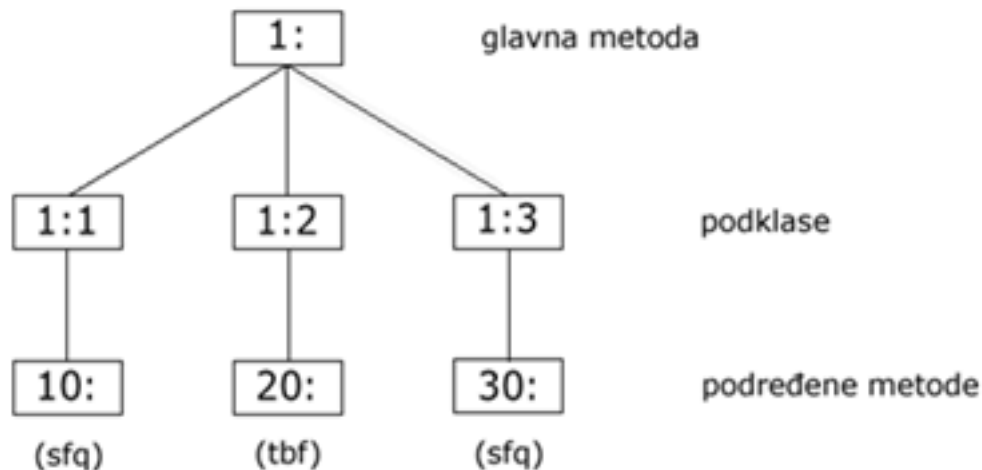 1: glavna metoda
1:1 1:2 1:3 podklase
10: 20: 30: podređene metode
(sfq) (tbf) (sfq)